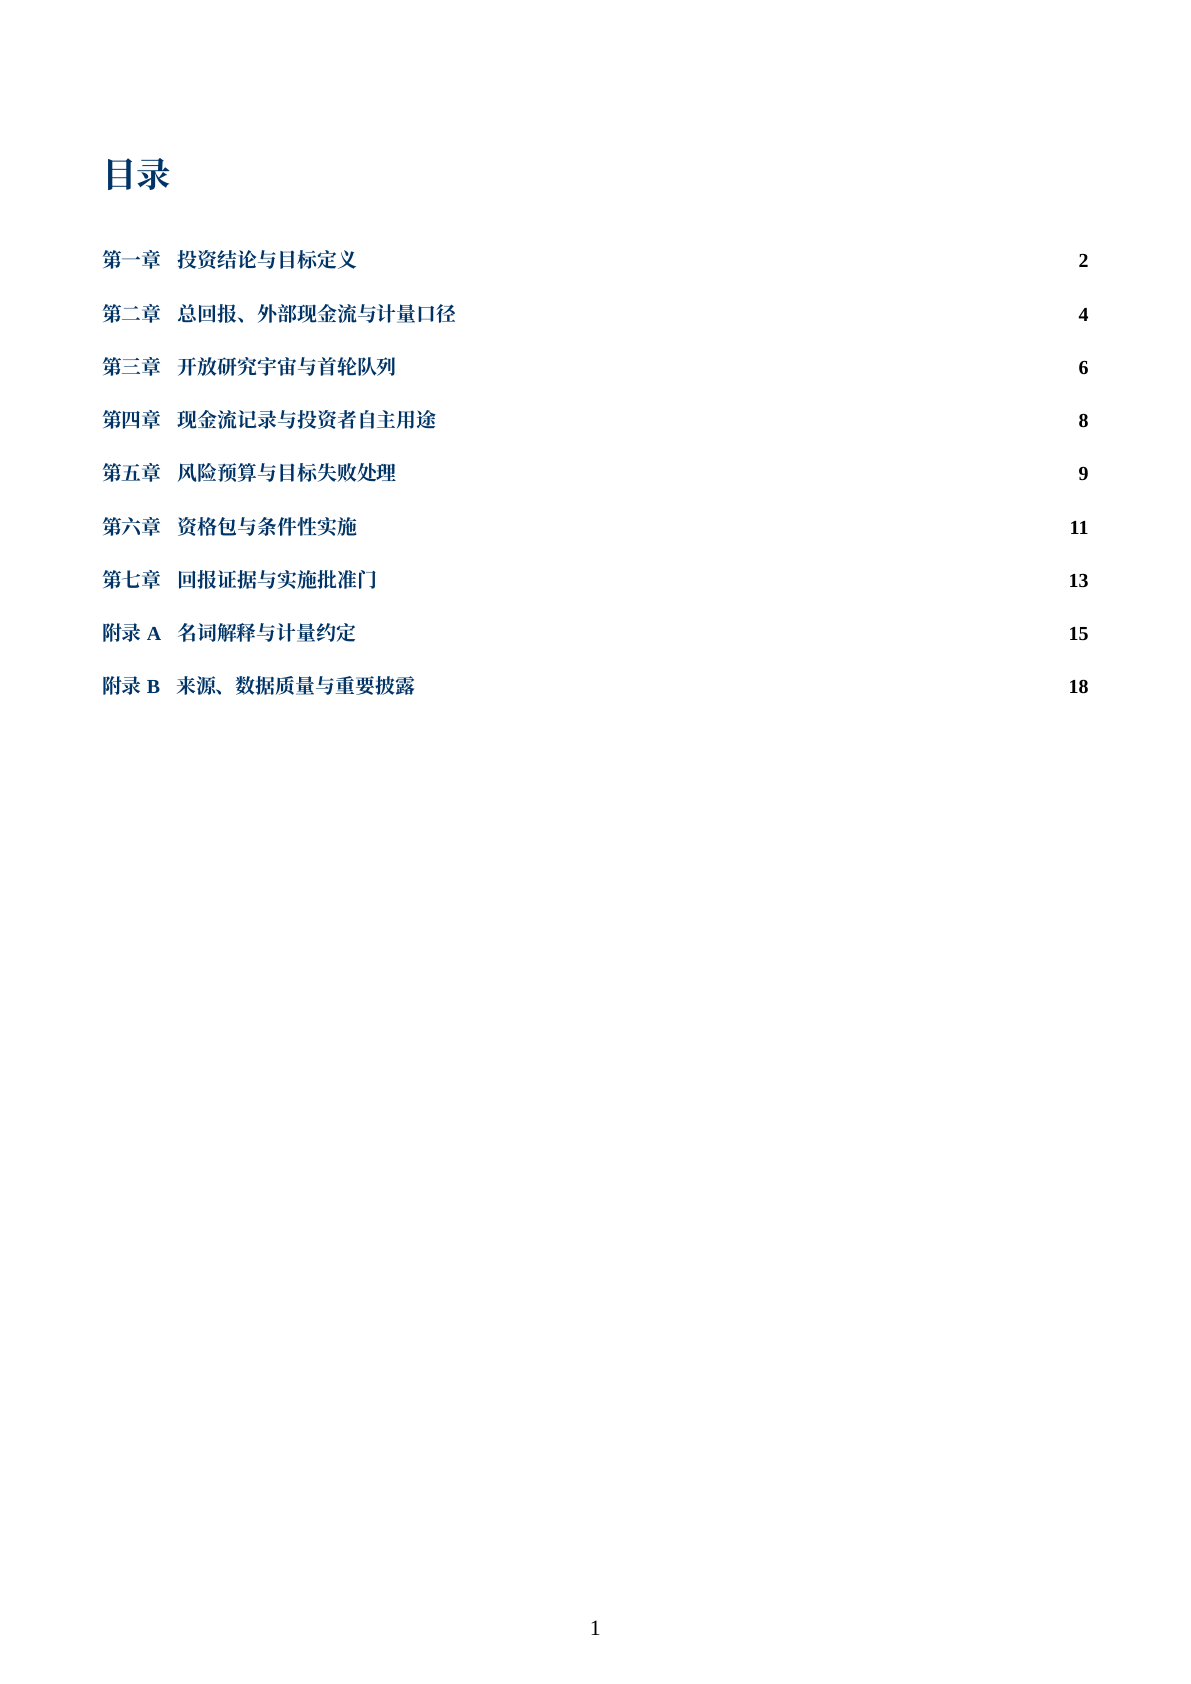 目录
第一章 投资结论与目标定义 2
第二章 总回报、外部现金流与计量口径 4
第三章 开放研究宇宙与首轮队列 6
第四章 现金流记录与投资者自主用途 8
第五章 风险预算与目标失败处理 9
第六章 资格包与条件性实施 11
第七章 回报证据与实施批准门 13
附录 A 名词解释与计量约定 15
附录 B 来源、数据质量与重要披露 18
1